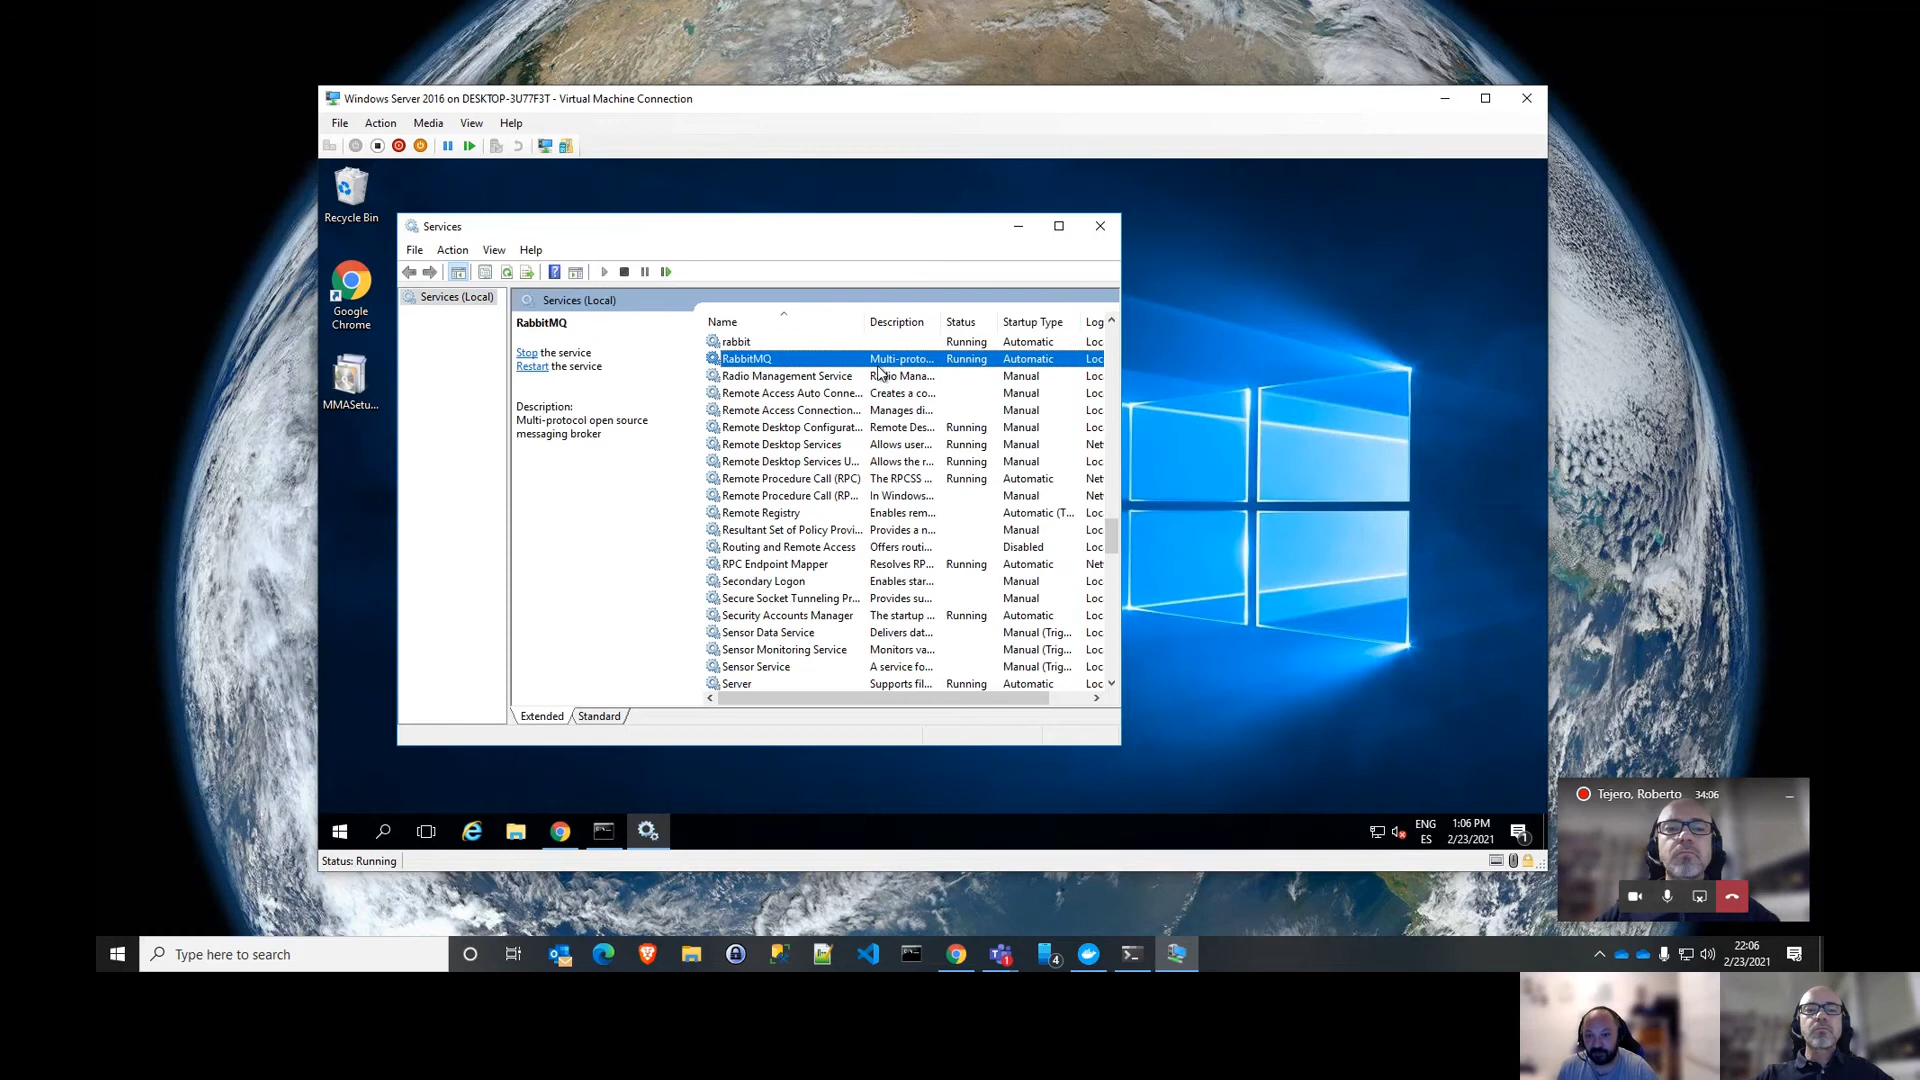 Windows Server 2016 on DESKTOP-3U77F3T - Virtual Machine Connection
File Action Media View Help
Recycle Bin
Google Chrome
MMASetu...
Services
File Action View Help
Services (Local)
Services (Local)
RabbitMQ
Stop the service
Restart the service
Description:
Multi-protocol open source
messaging broker
Name Description Status Startup Type Log
rabbit Running Automatic Loc
RabbitMQ Multi-proto... Running Automatic Loc
Radio Management Service Radio Mana... Manual Loc
Remote Access Auto Conne... Creates a co... Manual Loc
Remote Access Connection... Manages di... Manual Loc
Remote Desktop Configurat... Remote Des... Running Manual Loc
Remote Desktop Services Allows user... Running Manual Net
Remote Desktop Services U... Allows the r... Running Manual Loc
Remote Procedure Call (RPC) The RPCSS ... Running Automatic Net
Remote Procedure Call (RP... In Windows... Manual Net
Remote Registry Enables rem... Automatic (T... Loc
Resultant Set of Policy Provi... Provides a n... Manual Loc
Routing and Remote Access Offers routi... Disabled Loc
RPC Endpoint Mapper Resolves RP... Running Automatic Net
Secondary Logon Enables star... Manual Loc
Secure Socket Tunneling Pr... Provides su... Manual Loc
Security Accounts Manager The startup ... Running Automatic Loc
Sensor Data Service Delivers dat... Manual (Trig... Loc
Sensor Monitoring Service Monitors va... Manual (Trig... Loc
Sensor Service A service fo... Manual (Trig... Loc
Server Supports fil... Running Automatic Loc
Extended Standard
ENG
ES
1:06 PM
2/23/2021
1
Status: Running
Tejero, Roberto 34:06
Type here to search
1
4
22:06
2/23/2021